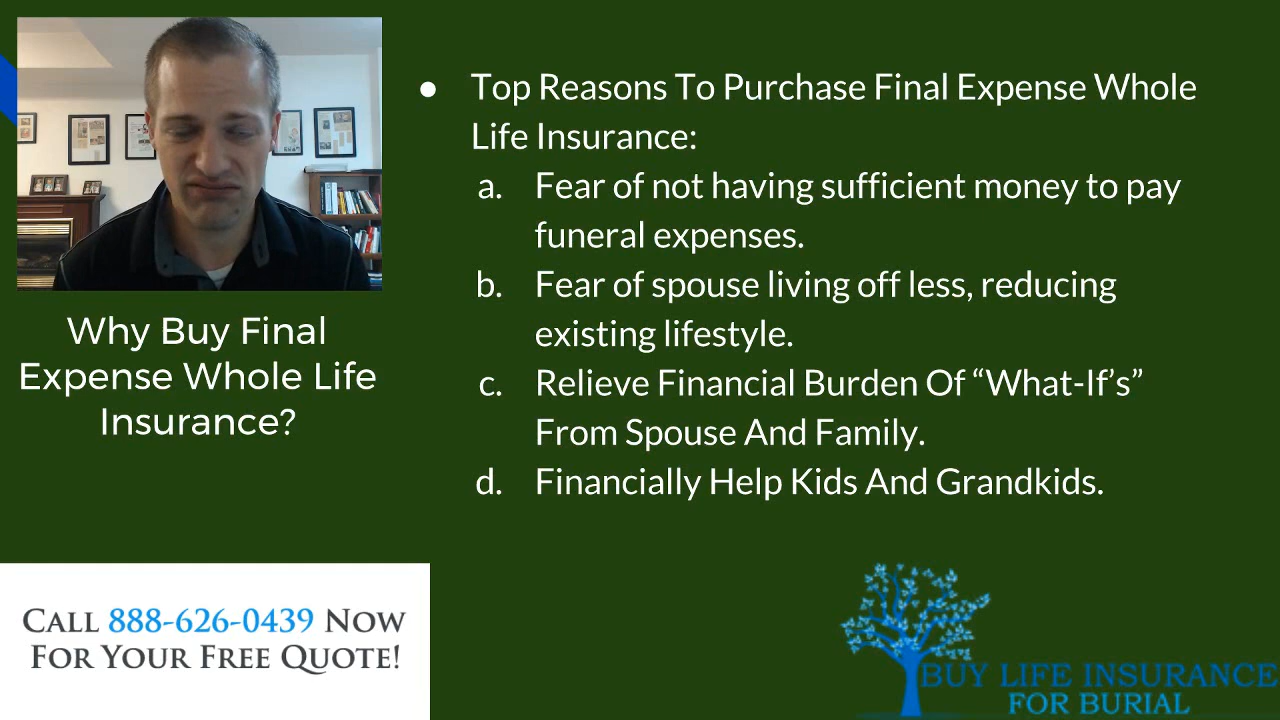 ● Top Reasons To Purchase Final Expense Whole
Life Insurance:
a. Fear of not having sufficient money to pay
funeral expenses.
b. Fear of spouse living off less, reducing
existing lifestyle.
c. Relieve Financial Burden Of “What-If’s”
From Spouse And Family.
d. Financially Help Kids And Grandkids.
Why Buy Final
Expense Whole Life
Insurance?
CALL 888-626-0439 NOW
FOR YOUR FREE QUOTE!
BUY LIFE INSURANCE
FOR BURIAL